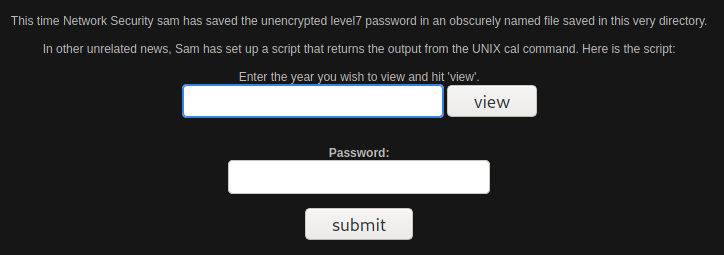 This time Network Security sam has saved the unencrypted level7 password in an obscurely named file saved in this very directory.
In other unrelated news, Sam has set up a script that returns the output from the UNIX cal command. Here is the script:
Enter the year you wish to view and hit 'view'.
view
Password:
submit